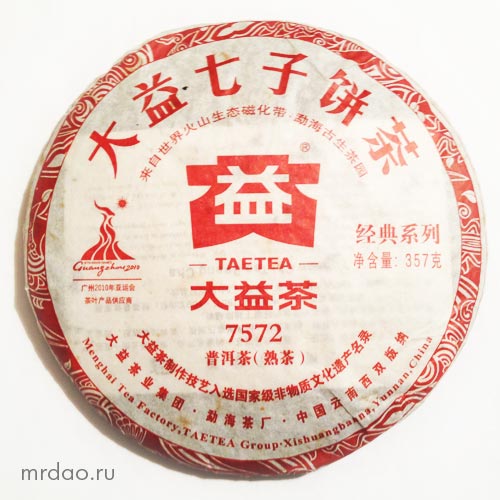 大益七子饼茶
来自世界火山生态磁化带·勐海古生茶园
益
®
TAETEA
大益茶
7572
普洱茶(熟茶)
经典系列
净含量: 357克
Guangzhou2010
广州2010年亚运会
茶叶产品供应商
大益茶制作技艺入选国家级非物质文化遗产名录
大益茶业集团·勐海茶厂·中国云南西双版纳
Menghai Tea Factory,TAETEA Group·Xishuangbanna,Yunnan,China
mrdao.ru